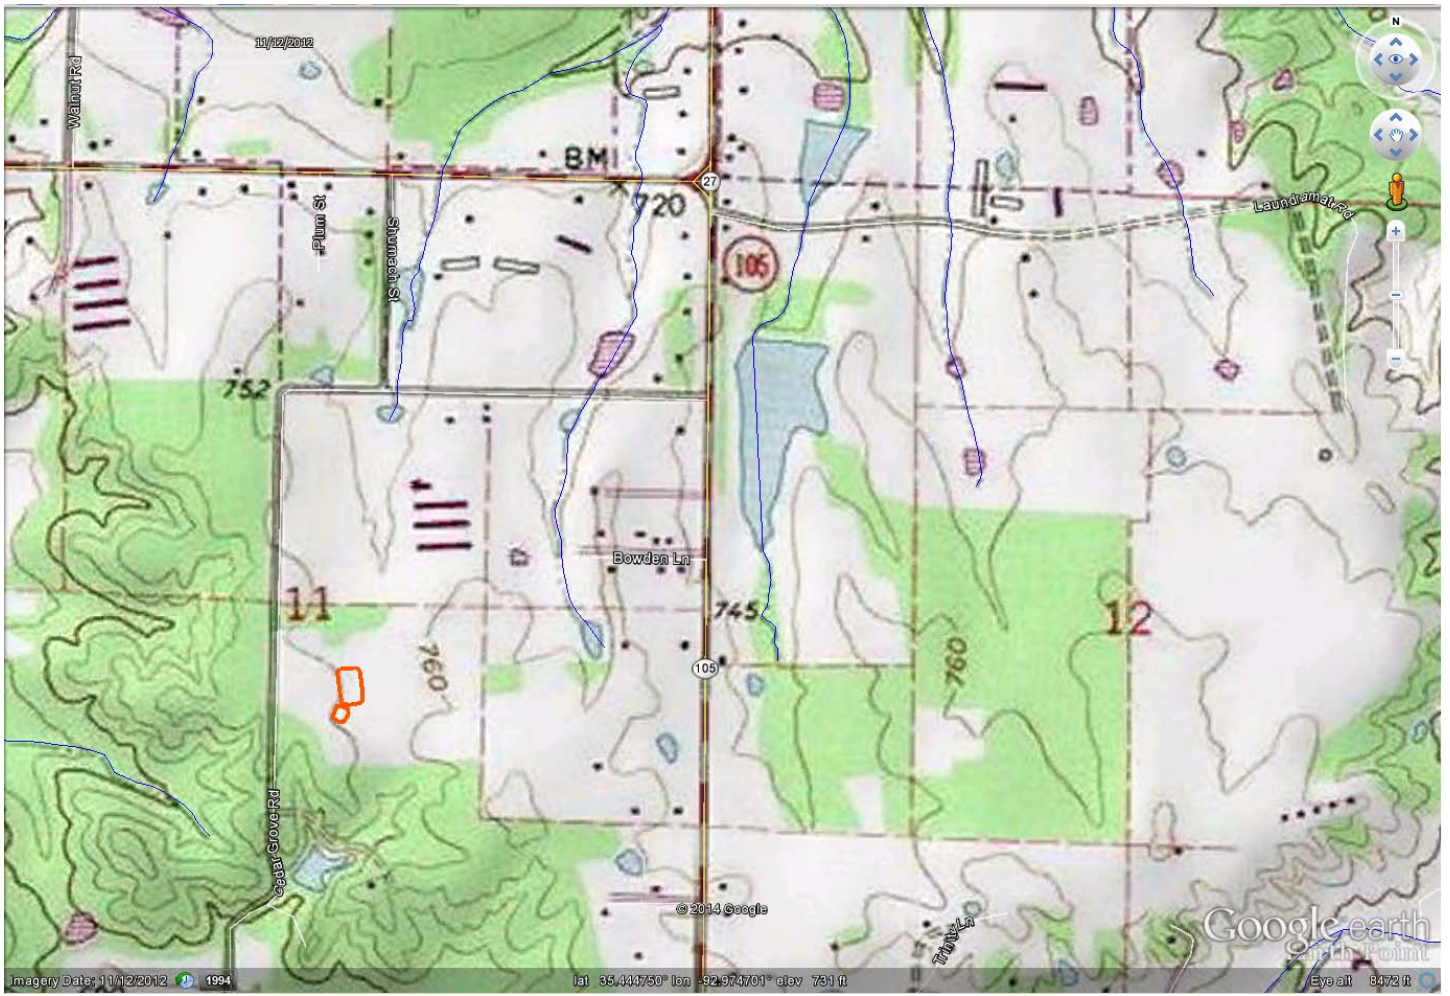 11/12/2012
N
Walnut Rd
BM
27
720
Plum St
Shumach St
Laundramat Rd
105
752
Bowden Ln
11
745
12
760
760
105
Cedar Grove Rd
© 2014 Google
Trinity Ln
Google earth
Imagery Date: 11/12/2012 1994
lat 35.444750° lon -92.974701° elev 731 ft
Eye alt 8472 ft